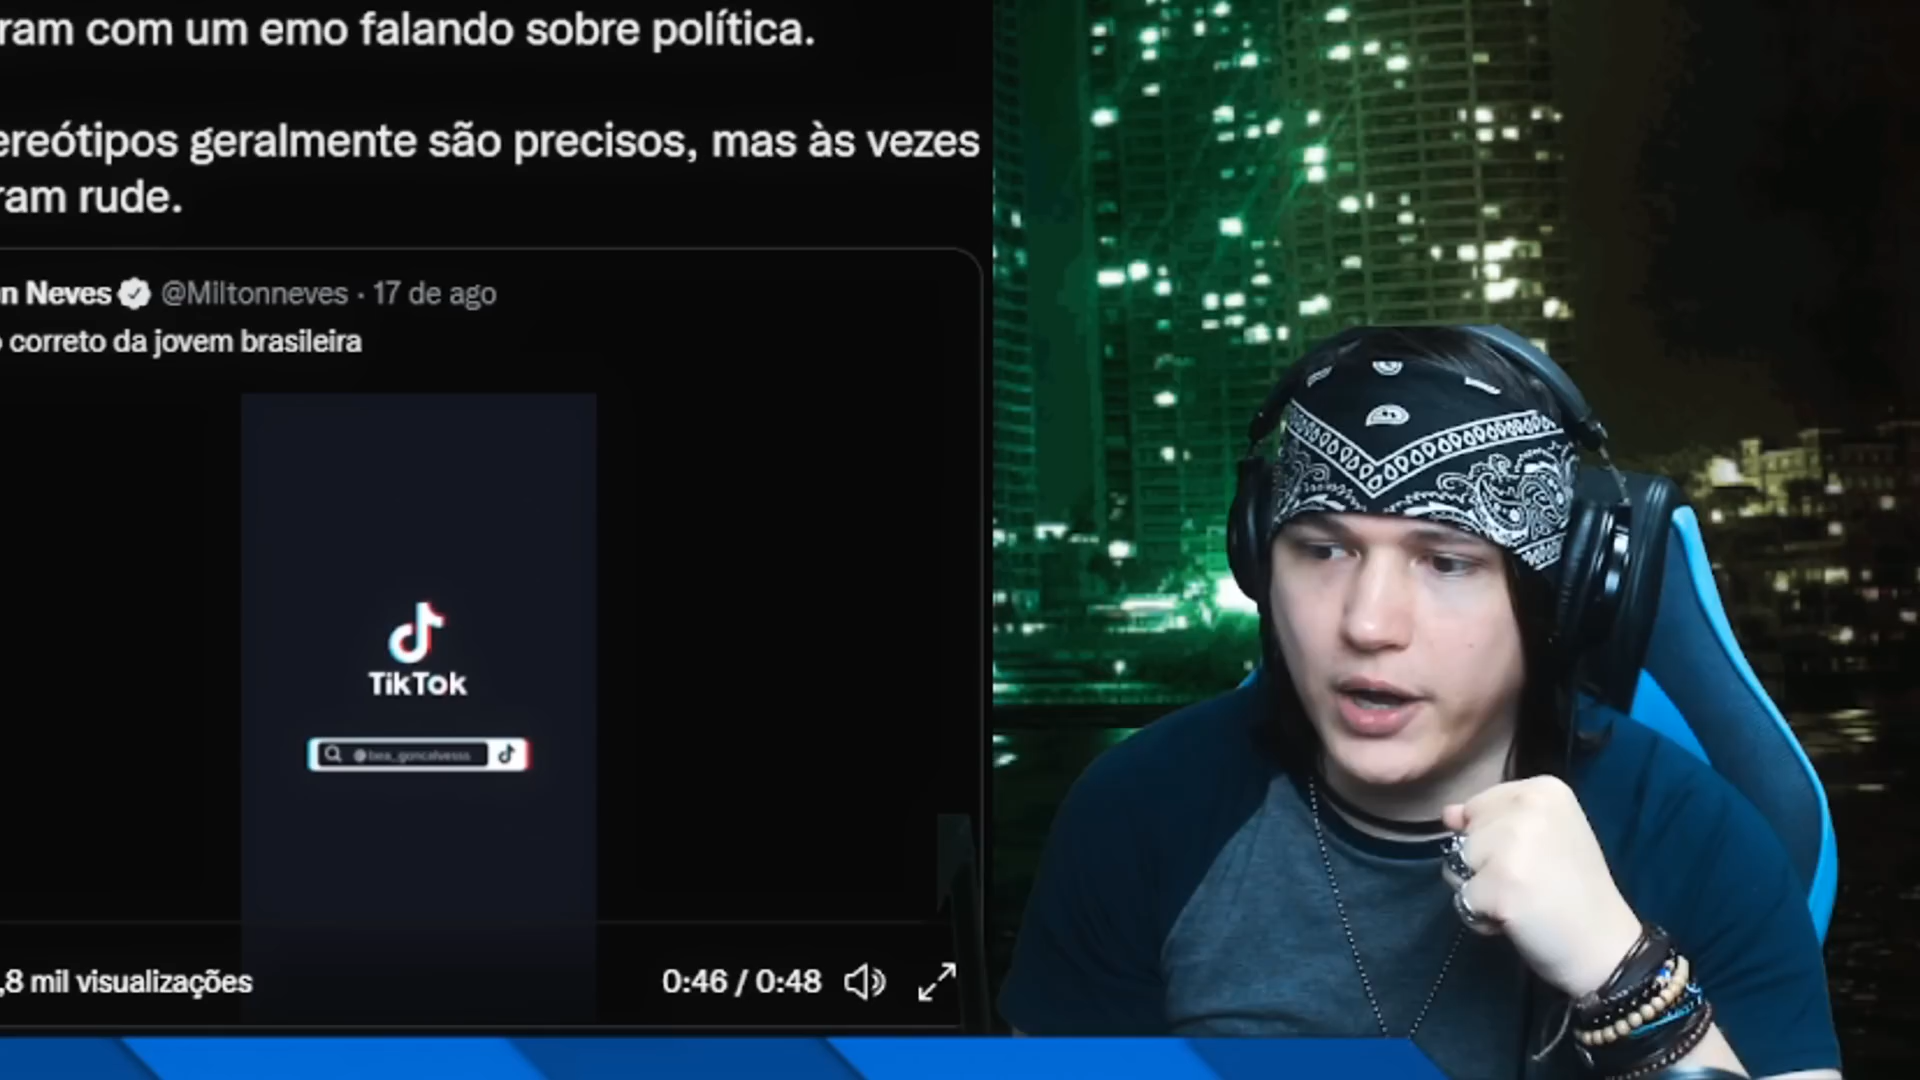 ram com um emo falando sobre política.
ereótipos geralmente são precisos, mas às vezes
ram rude.
n Neves @Miltonneves · 17 de ago
o correto da jovem brasileira
TikTok
@bea_goncalvesss
,8 mil visualizações
0:46 / 0:48